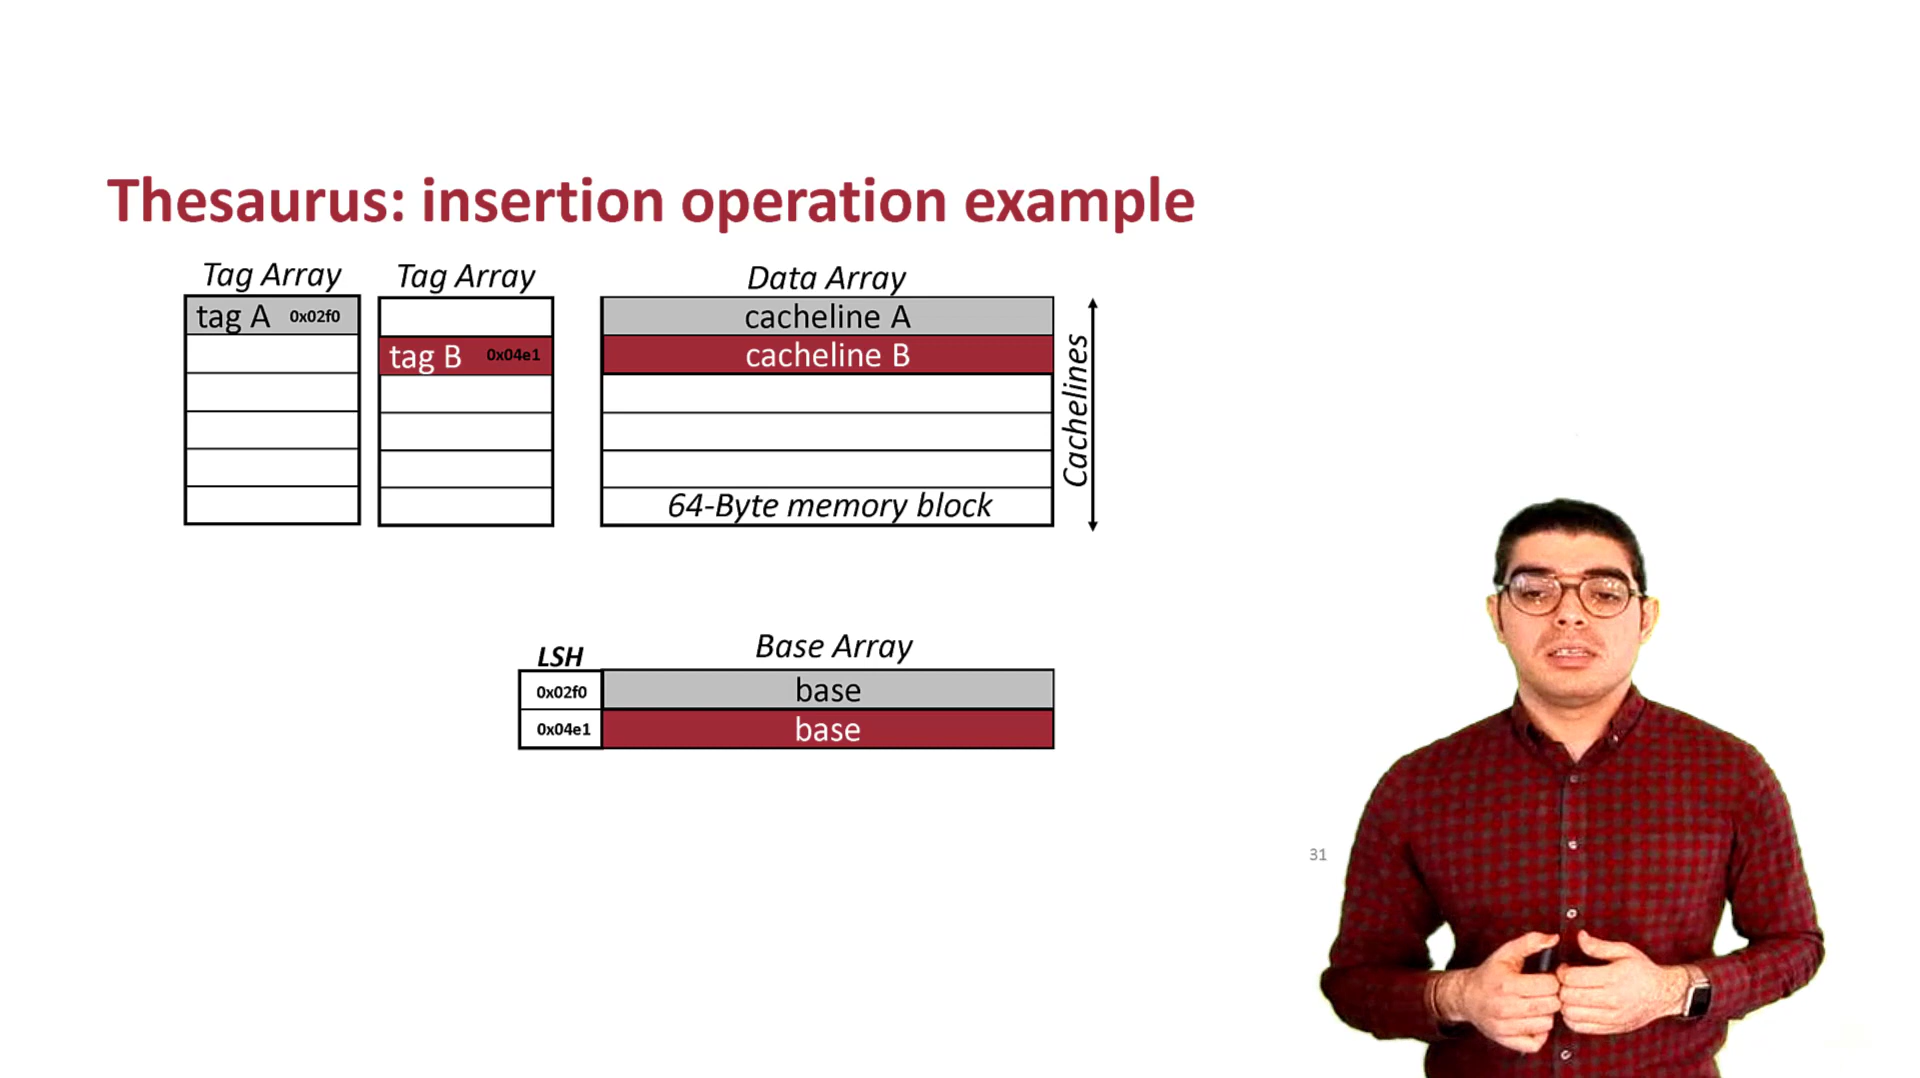 Thesaurus: insertion operation example
Tag Array
Tag Array
Data Array
tag A 0x02f0
cacheline A
tag B 0x04e1
cacheline B
Cachelines
64-Byte memory block
LSH
Base Array
0x02f0
base
0x04e1
base
31